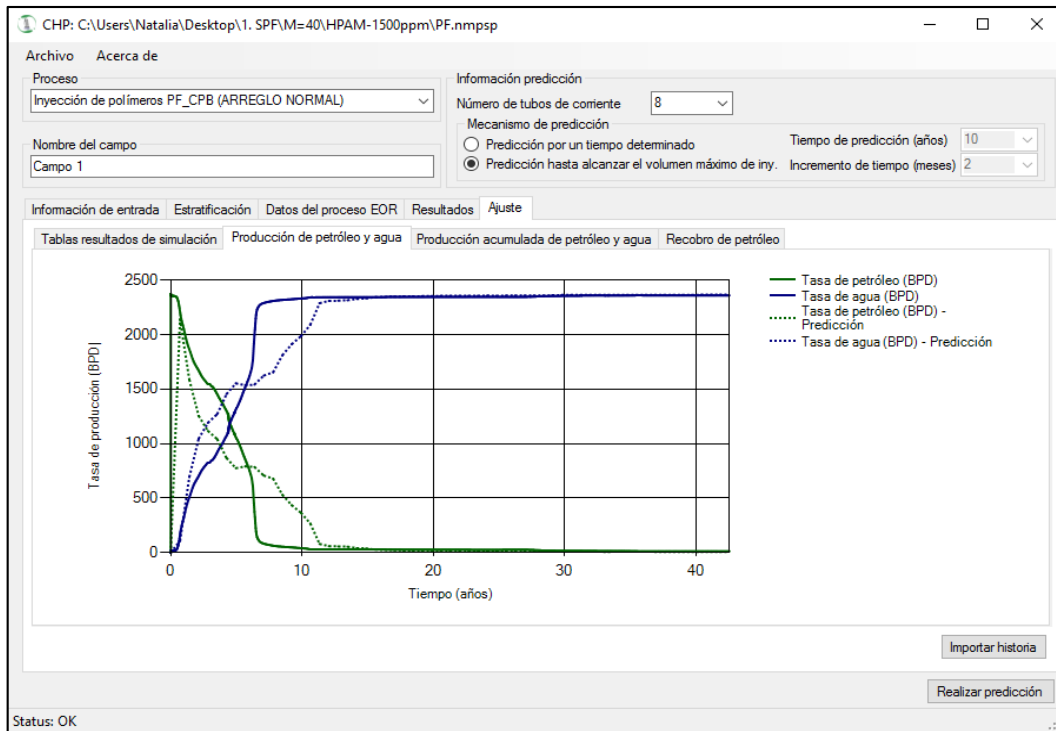 CHP: C:\Users\Natalia\Desktop\1. SPF\M=40\HPAM-1500ppm\PF.nmpsp
Archivo Acerca de
Proceso
Inyección de polímeros PF_CPB (ARREGLO NORMAL)
Nombre del campo
Campo 1
Información predicción
Número de tubos de corriente 8
Mecanismo de predicción
Predicción por un tiempo determinado
Predicción hasta alcanzar el volumen máximo de iny.
Tiempo de predicción (años) 10
Incremento de tiempo (meses) 2
Información de entrada Estratificación Datos del proceso EOR Resultados Ajuste
Tablas resultados de simulación Producción de petróleo y agua Producción acumulada de petróleo y agua Recobro de petróleo
Tasa de producción (BPD)
2500
2000
1500
1000
500
0
0 10 20 30 40
Tiempo (años)
Tasa de petróleo (BPD)
Tasa de agua (BPD)
Tasa de petróleo (BPD) -
Predicción
Tasa de agua (BPD) - Predicción
Importar historia
Realizar predicción
Status: OK